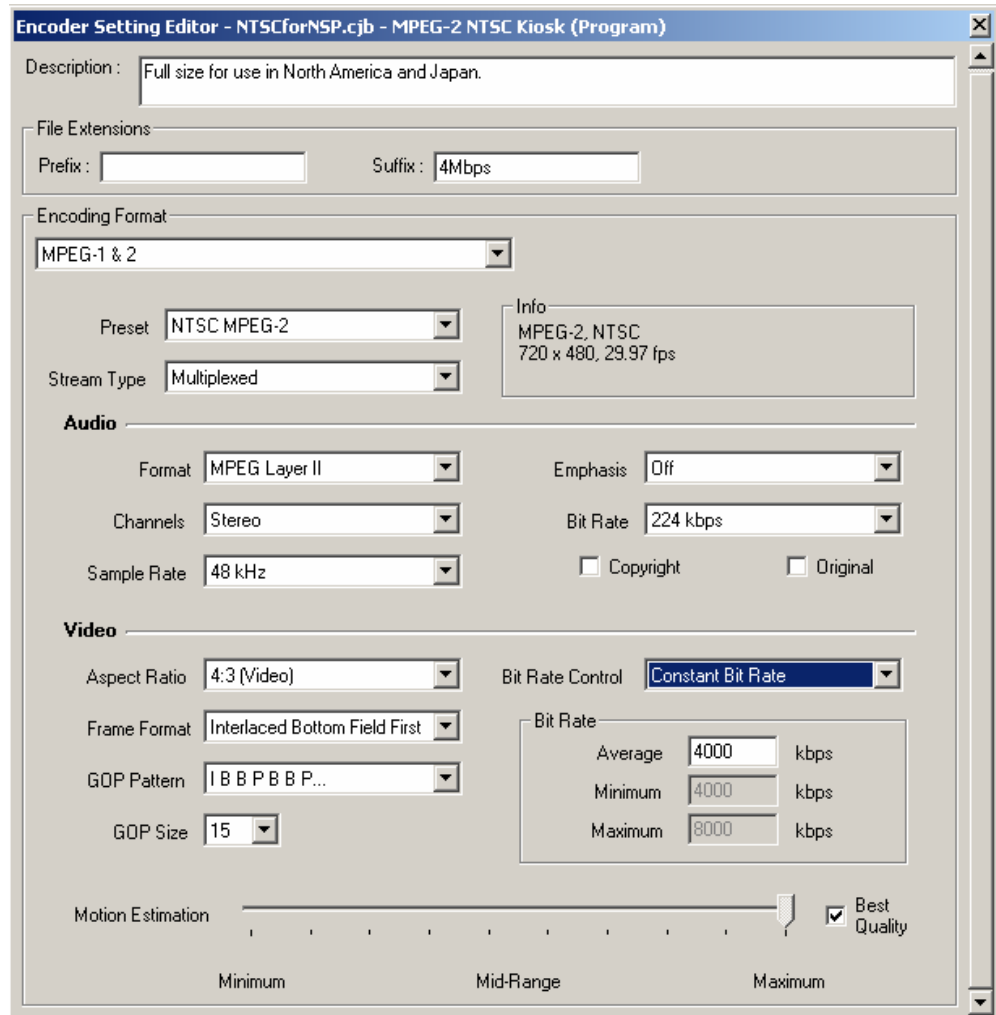 Encoder Setting Editor - NTSCforNSP.cjb - MPEG-2 NTSC Kiosk (Program)
Description : Full size for use in North America and Japan.
File Extensions
Prefix : Suffix : 4Mbps
Encoding Format
MPEG-1 & 2
Preset NTSC MPEG-2
Stream Type Multiplexed
Info
MPEG-2, NTSC
720 x 480, 29.97 fps
Audio
Format MPEG Layer II Emphasis Off
Channels Stereo Bit Rate 224 kbps
Sample Rate 48 kHz Copyright Original
Video
Aspect Ratio 4:3 (Video) Bit Rate Control Constant Bit Rate
Frame Format Interlaced Bottom Field First
GOP Pattern I B B P B B P...
GOP Size 15
Bit Rate
Average 4000 kbps
Minimum 4000 kbps
Maximum 8000 kbps
Motion Estimation Best Quality
Minimum Mid-Range Maximum